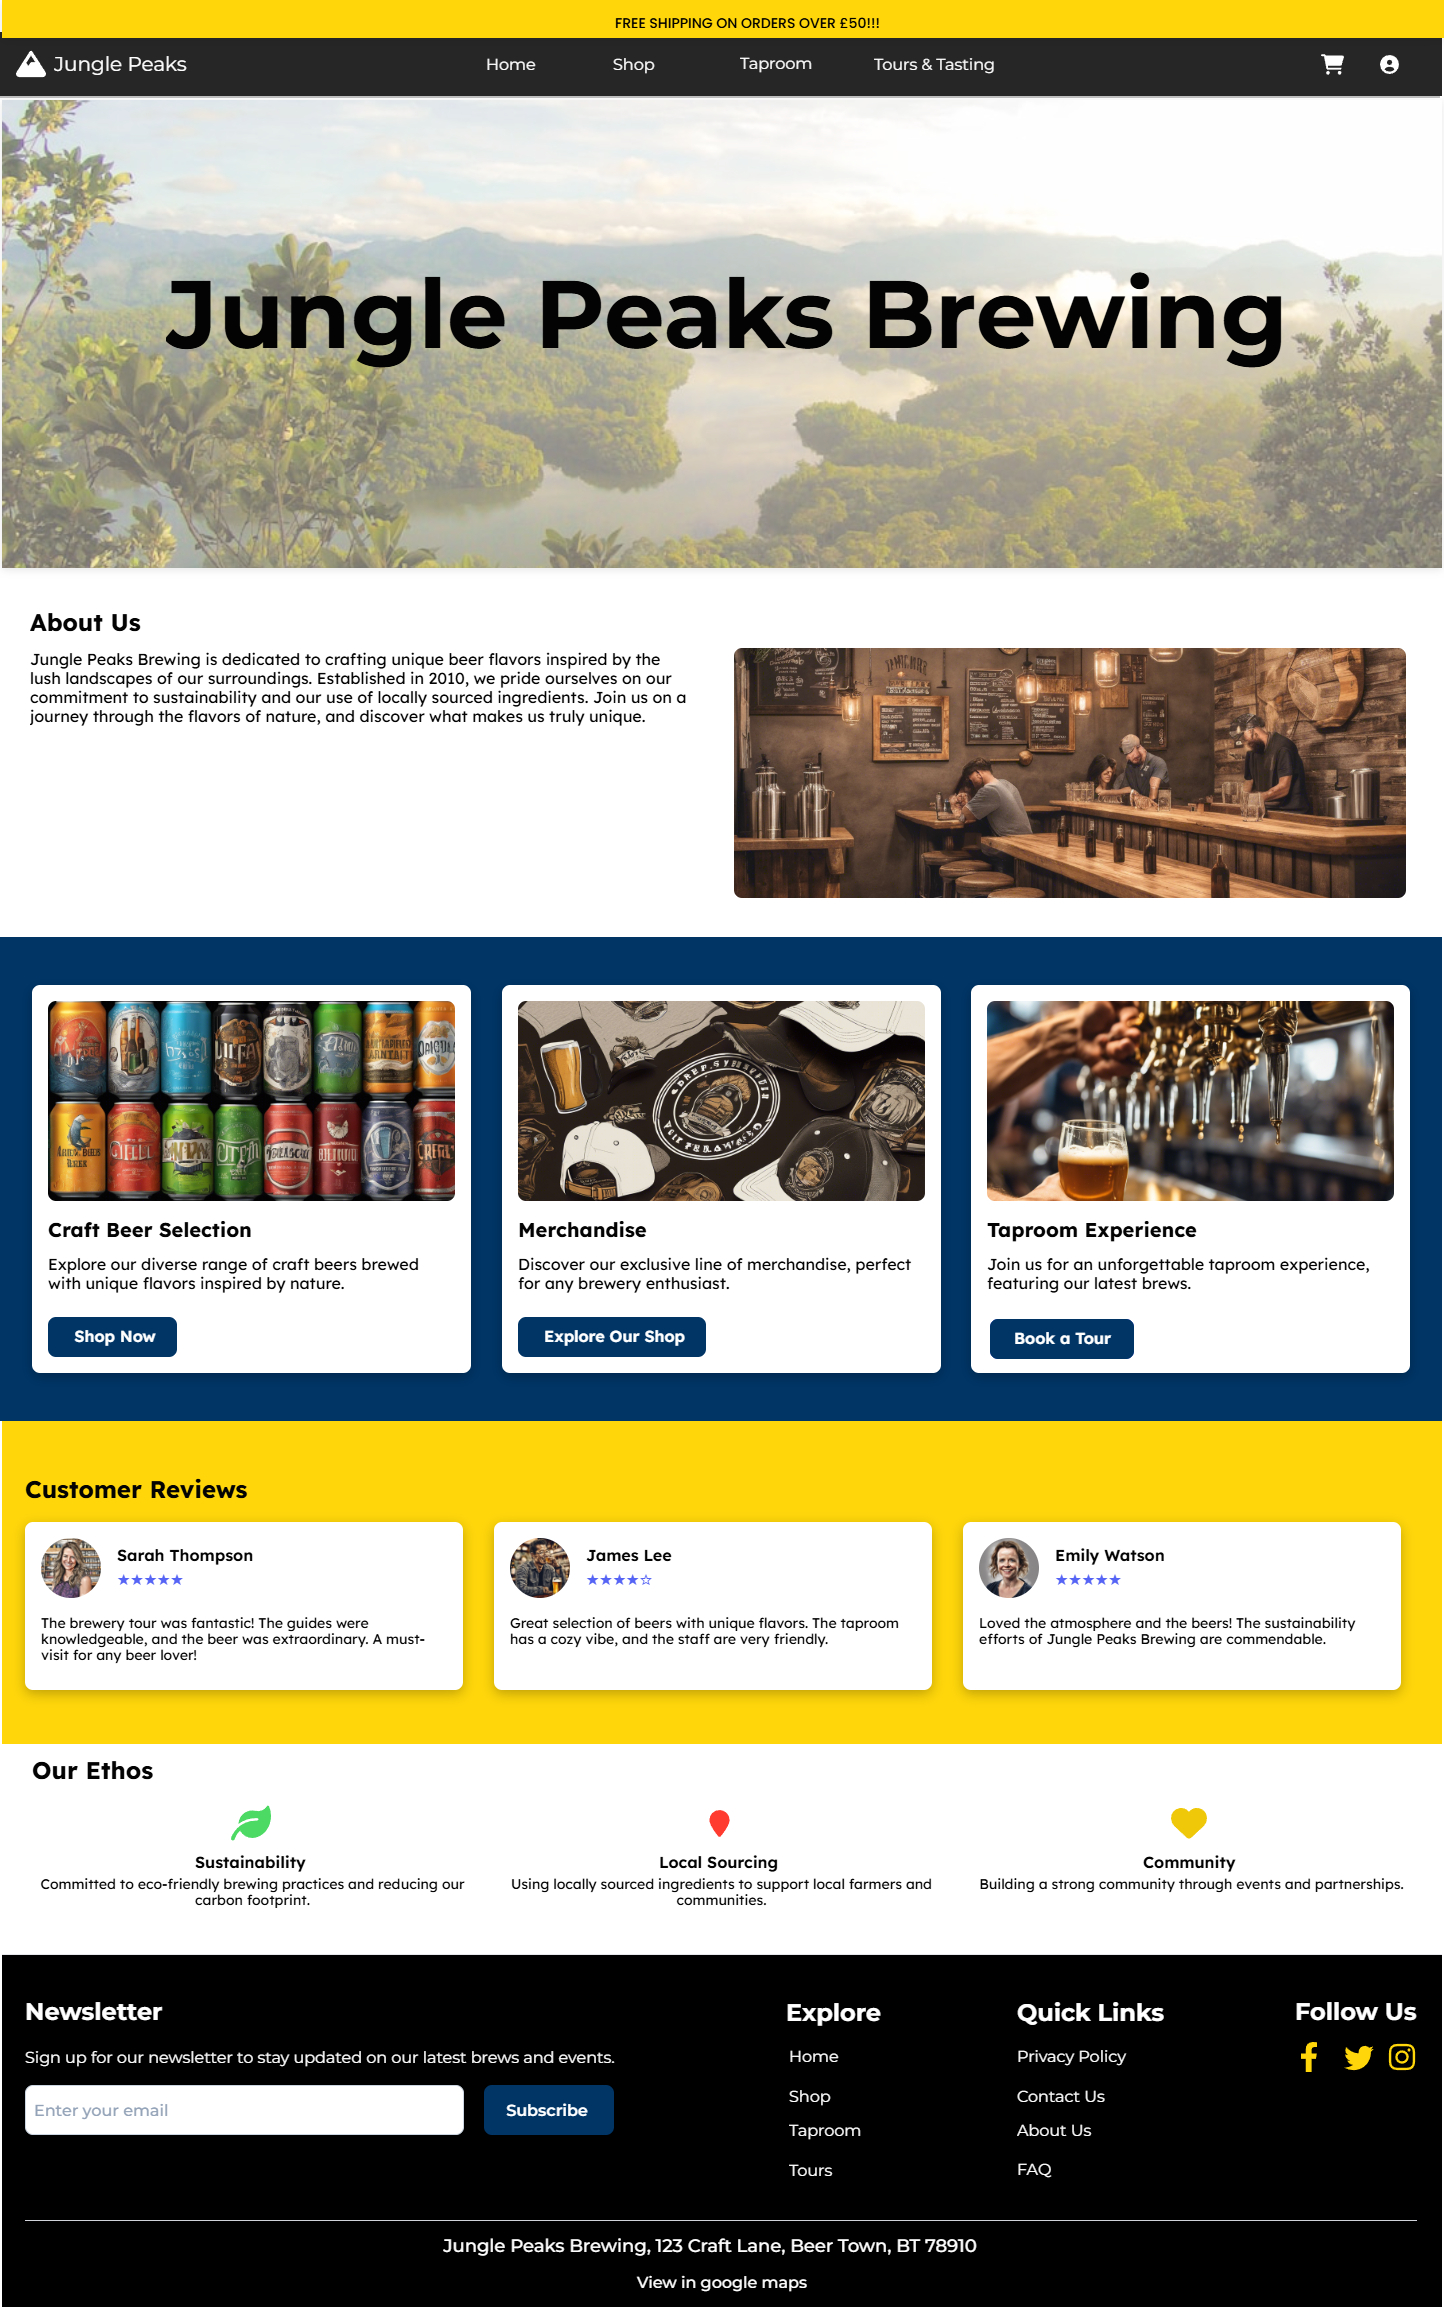 FREE SHIPPING ON ORDERS OVER £50!!!
Jungle Peaks
Home
Shop
Taproom
Tours & Tasting
Jungle Peaks Brewing
About Us
Jungle Peaks Brewing is dedicated to crafting unique beer flavors inspired by the
lush landscapes of our surroundings. Established in 2010, we pride ourselves on our
commitment to sustainability and our use of locally sourced ingredients. Join us on a
journey through the flavors of nature, and discover what makes us truly unique.
Craft Beer Selection
Explore our diverse range of craft beers brewed
with unique flavors inspired by nature.
Shop Now
Merchandise
Discover our exclusive line of merchandise, perfect
for any brewery enthusiast.
Explore Our Shop
Taproom Experience
Join us for an unforgettable taproom experience,
featuring our latest brews.
Book a Tour
Customer Reviews
Sarah Thompson
★★★★★
The brewery tour was fantastic! The guides were
knowledgeable, and the beer was extraordinary. A must-
visit for any beer lover!
James Lee
★★★★☆
Great selection of beers with unique flavors. The taproom
has a cozy vibe, and the staff are very friendly.
Emily Watson
★★★★★
Loved the atmosphere and the beers! The sustainability
efforts of Jungle Peaks Brewing are commendable.
Our Ethos
Sustainability
Committed to eco-friendly brewing practices and reducing our
carbon footprint.
Local Sourcing
Using locally sourced ingredients to support local farmers and
communities.
Community
Building a strong community through events and partnerships.
Newsletter
Sign up for our newsletter to stay updated on our latest brews and events.
Enter your email
Subscribe
Explore
Home
Shop
Taproom
Tours
Quick Links
Privacy Policy
Contact Us
About Us
FAQ
Follow Us
Jungle Peaks Brewing, 123 Craft Lane, Beer Town, BT 78910
View in google maps